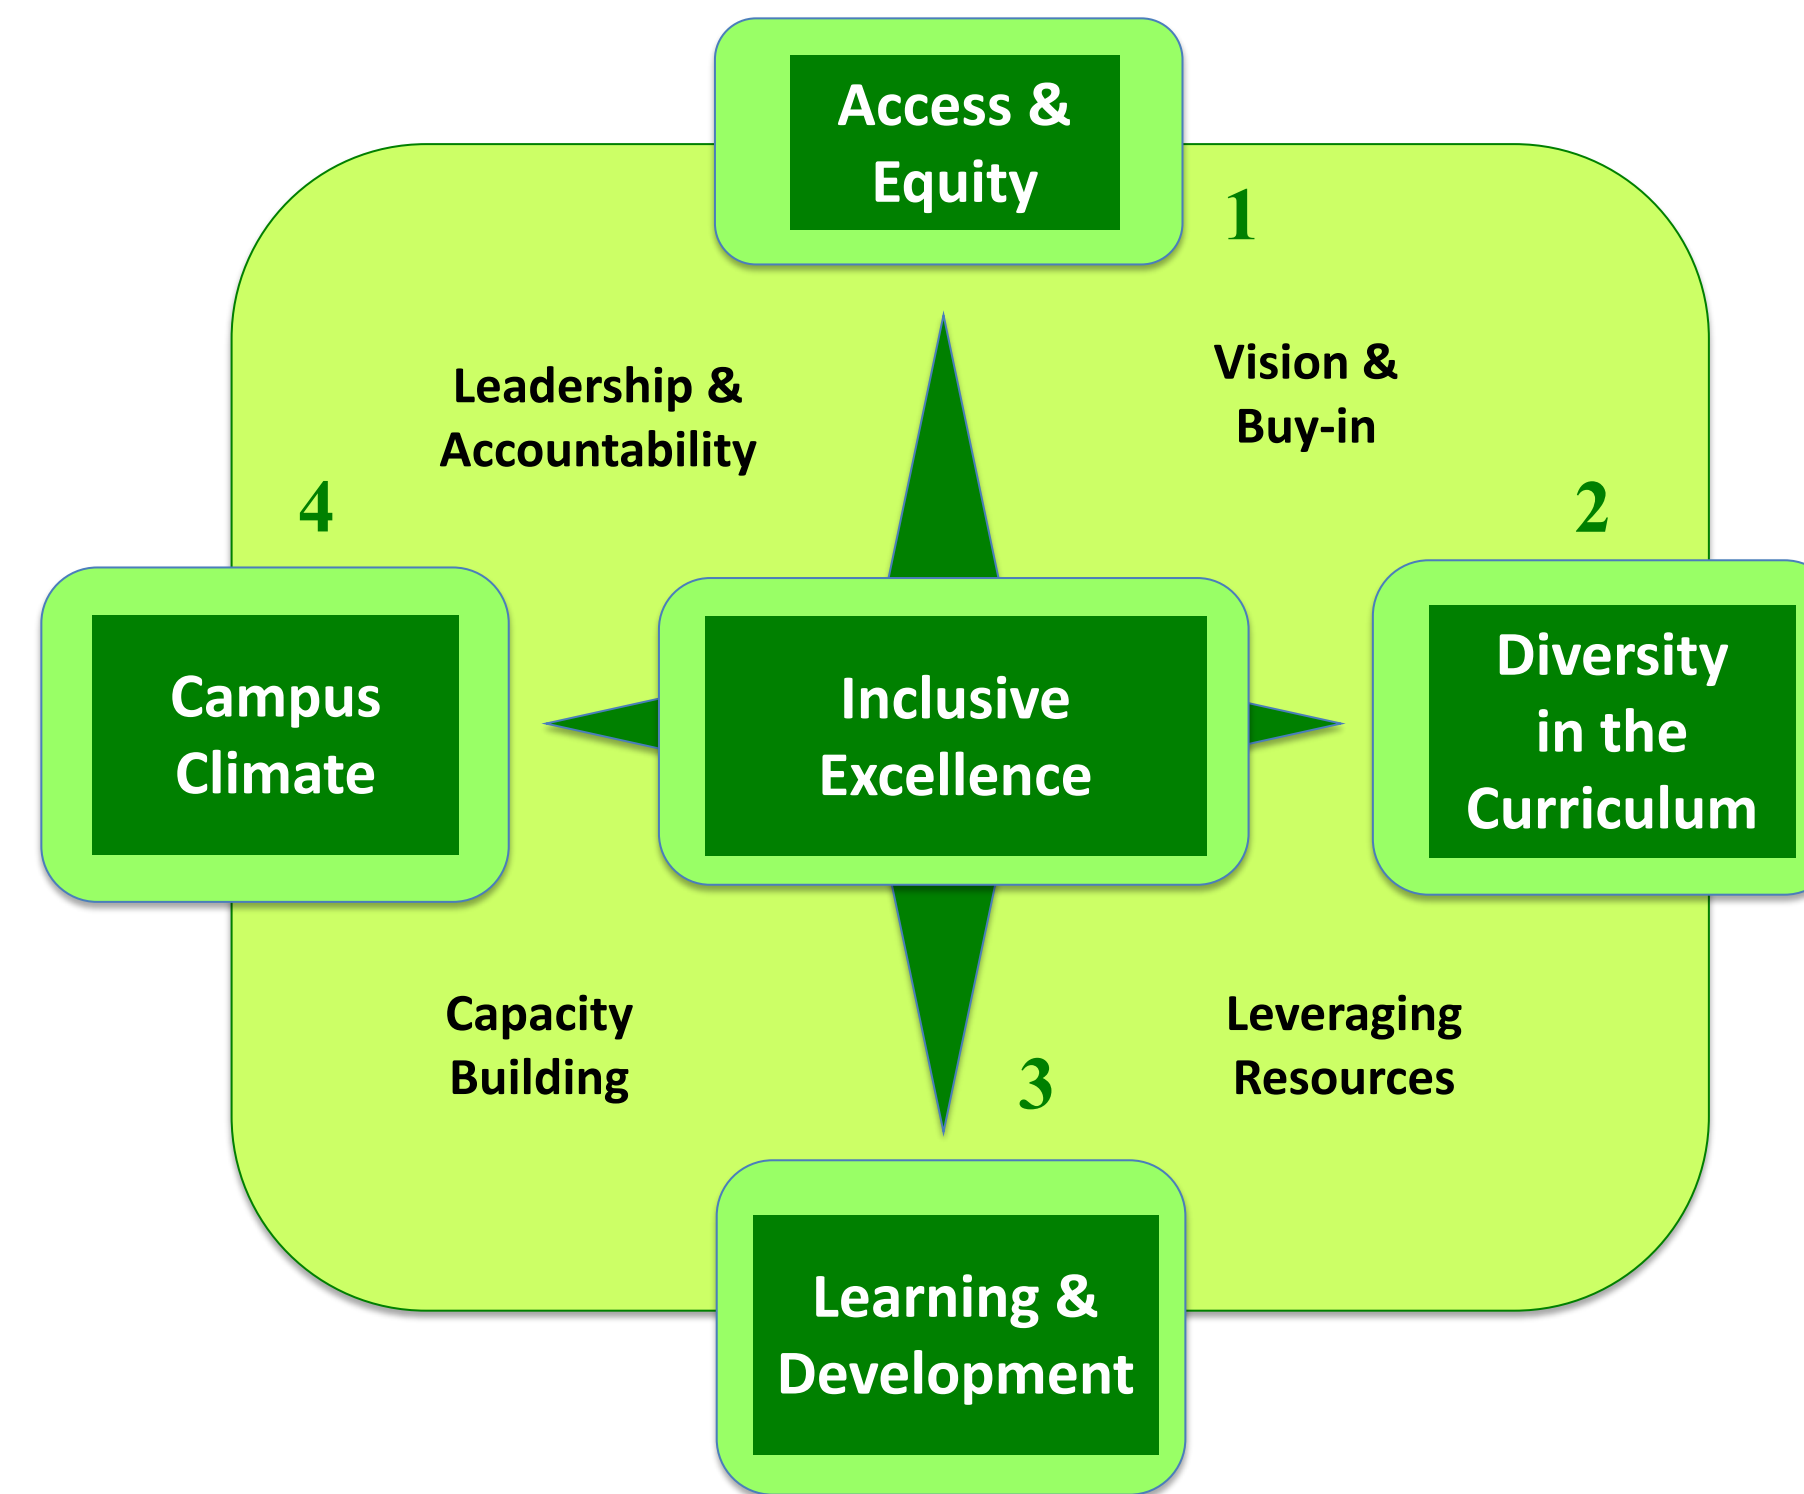 Access &
Equity
1
Leadership &
Accountability
Vision &
Buy-in
4
2
Campus
Climate
Inclusive
Excellence
Diversity
in the
Curriculum
Capacity
Building
Leveraging
Resources
3
Learning &
Development